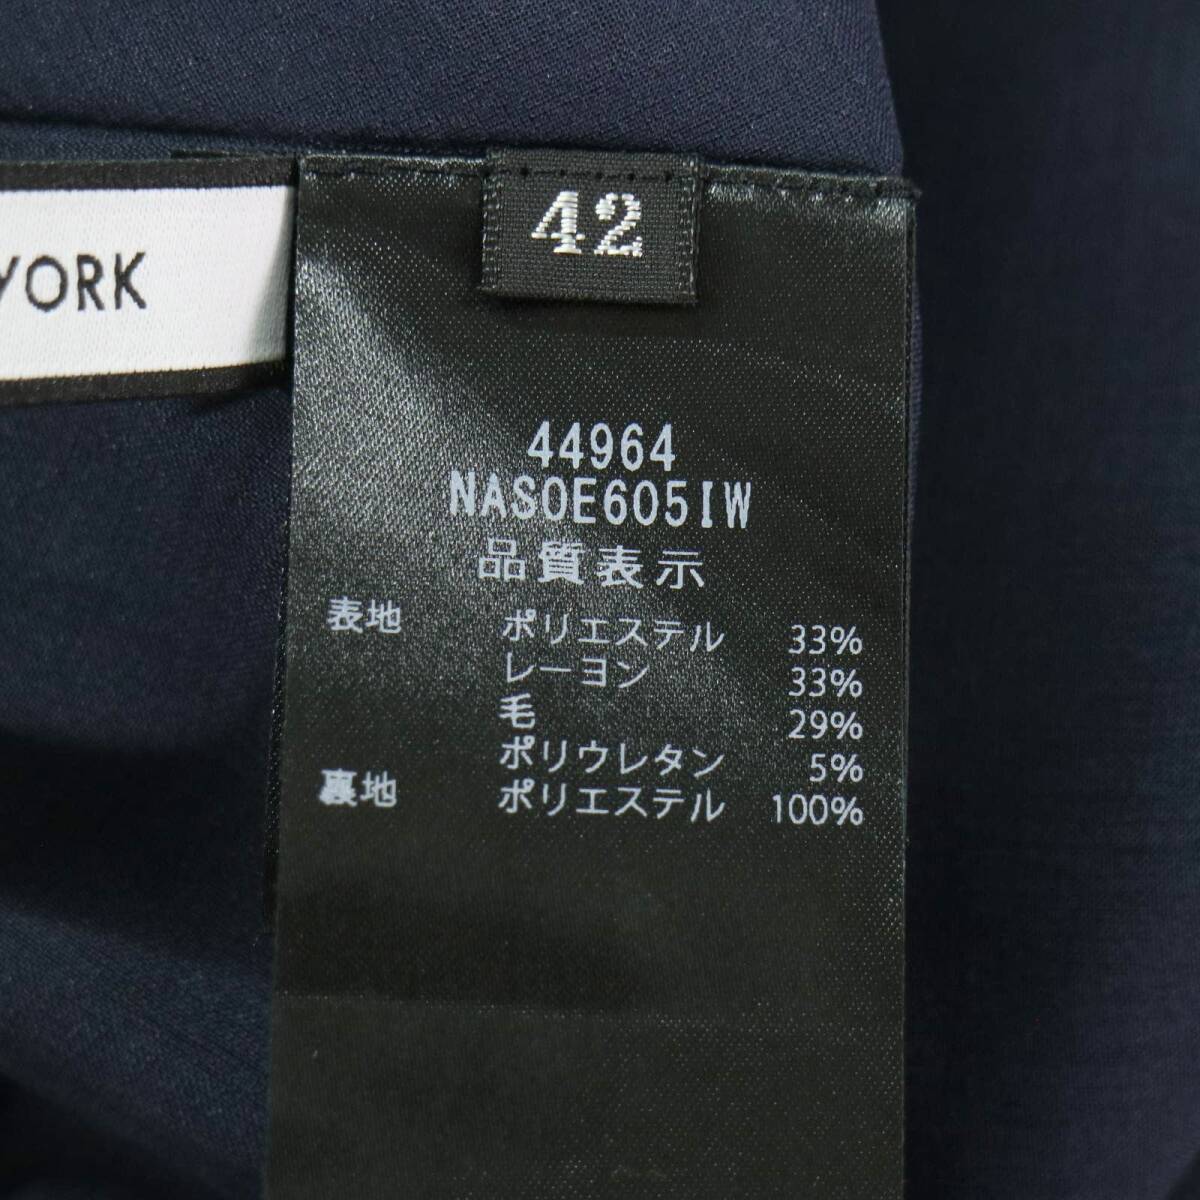 YORK
42
44964
NASOE605IW
品質表示
表地 ポリエステル 33%
レーヨン 33%
毛 29%
ポリウレタン 5%
裏地 ポリエステル 100%